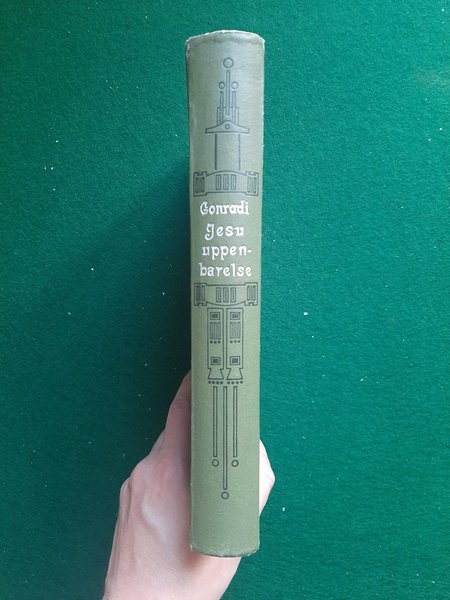 Conradi
Jesu
uppen-
barelse